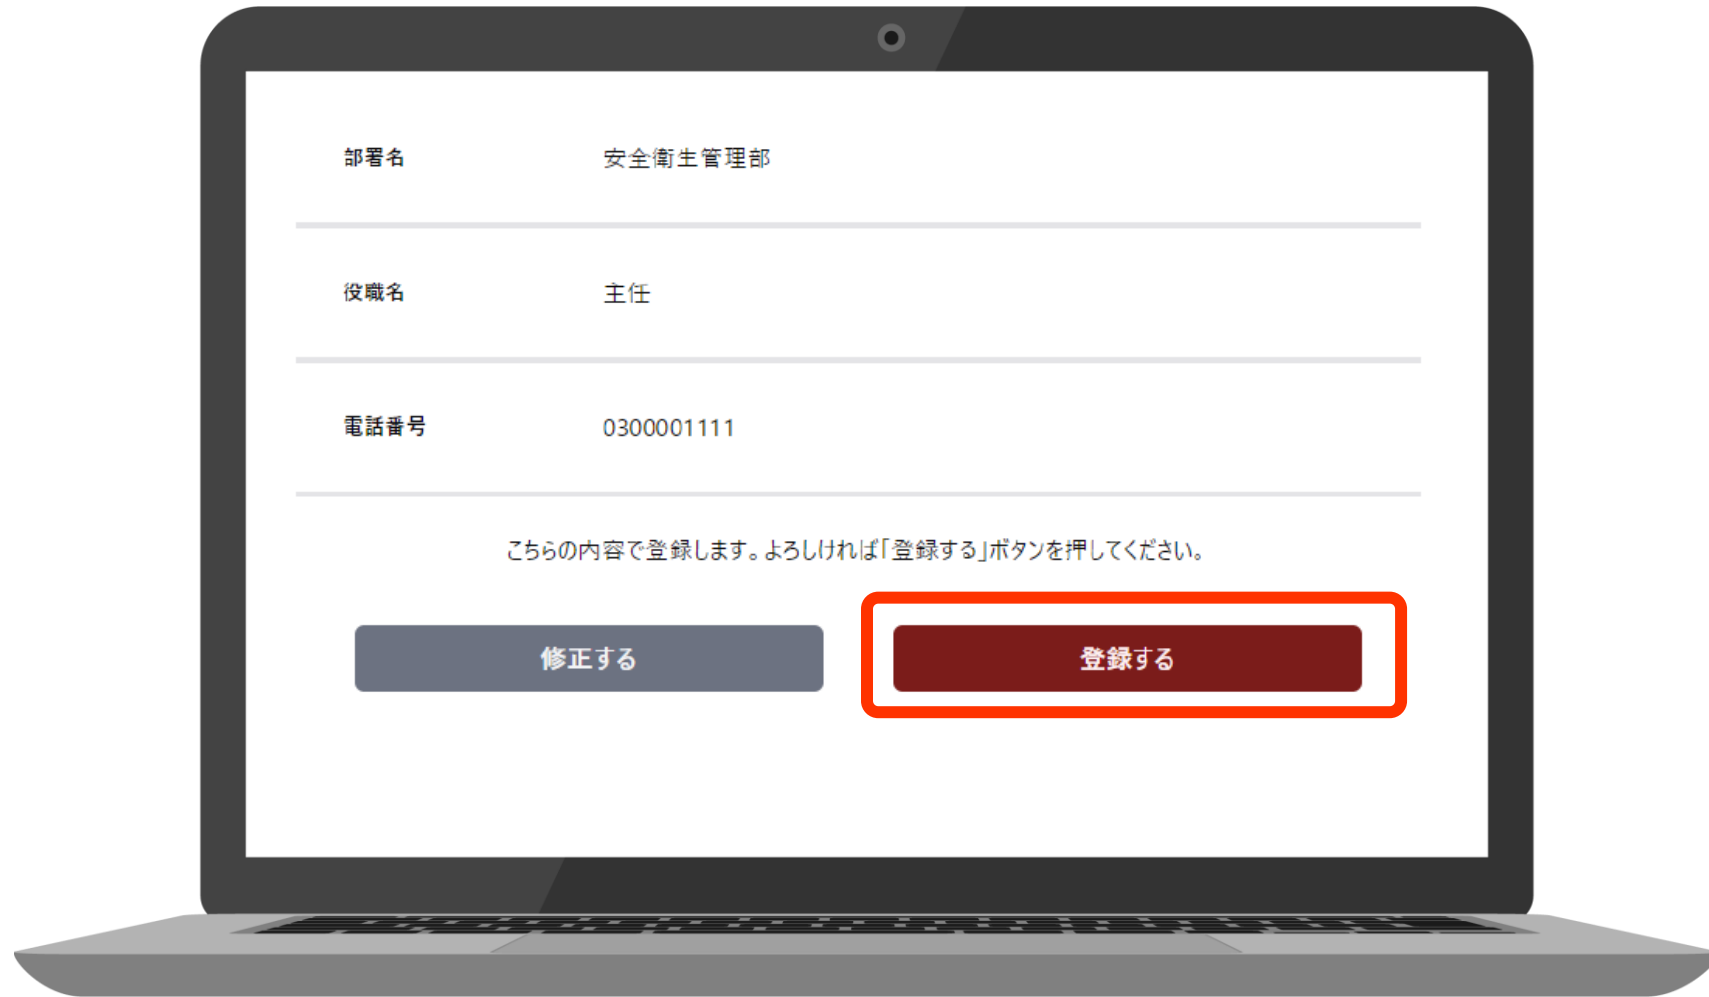 部署名 安全衛生管理部
役職名 主任
電話番号 0300001111
こちらの内容で登録します。よろしければ「登録する」ボタンを押してください。
修正する 登録する